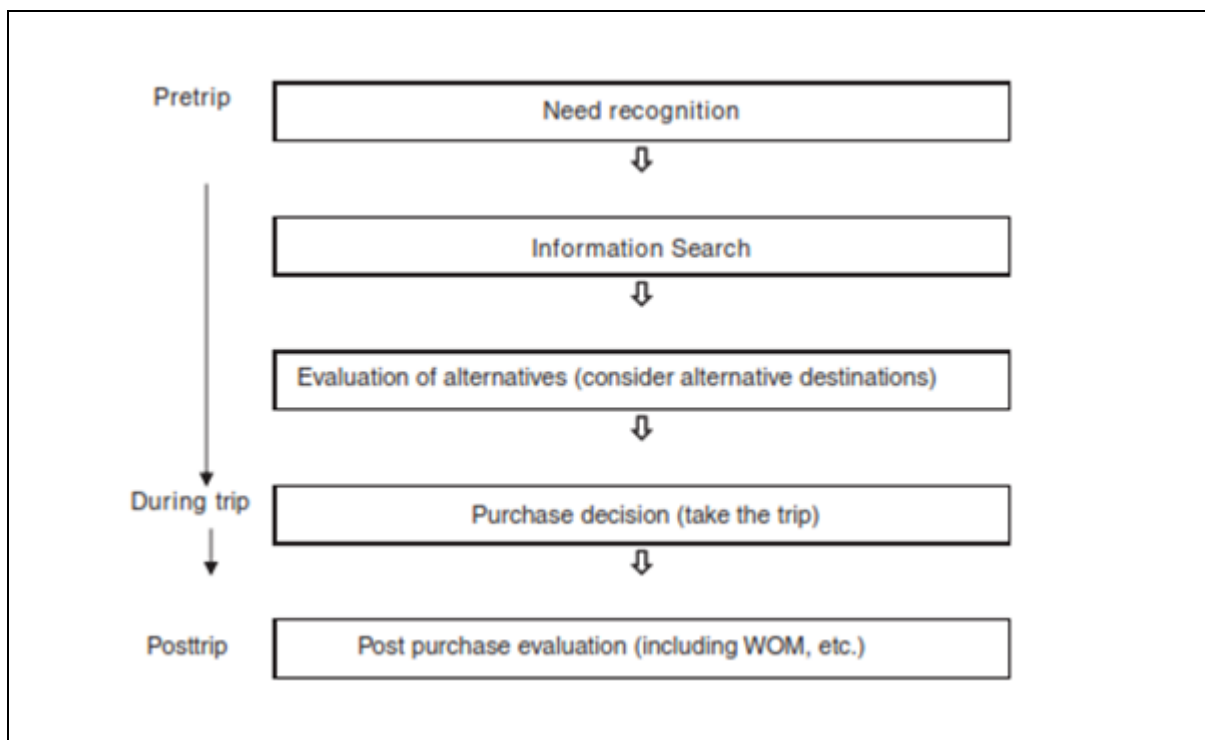 Pretrip
Need recognition
Information Search
Evaluation of alternatives (consider alternative destinations)
During trip
Purchase decision (take the trip)
Posttrip
Post purchase evaluation (including WOM, etc.)